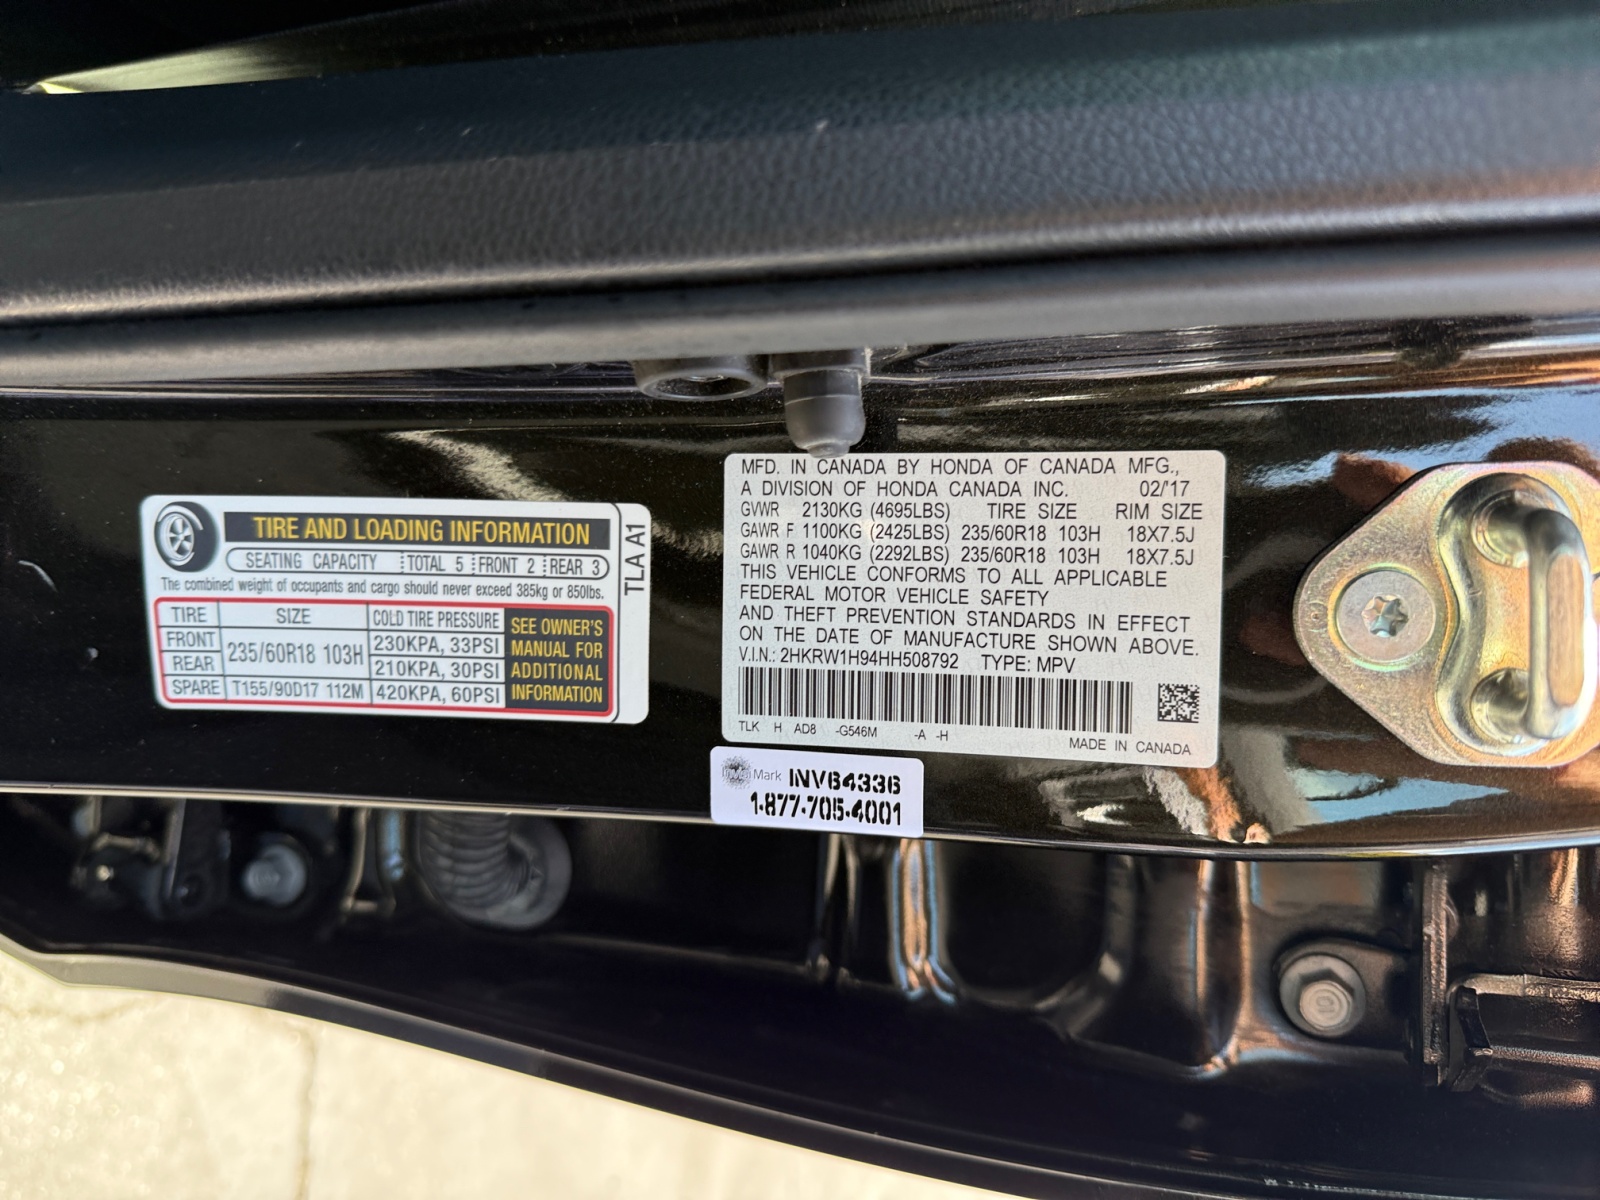 TIRE AND LOADING INFORMATION
SEATING CAPACITY TOTAL 5 FRONT 2 REAR 3
The combined weight of occupants and cargo should never exceed 385kg or 850lbs.
TIRE SIZE COLD TIRE PRESSURE
FRONT 235/60R18 103H 230KPA, 33PSI
REAR 210KPA, 30PSI
SPARE T155/90D17 112M 420KPA, 60PSI
SEE OWNER'S
MANUAL FOR
ADDITIONAL
INFORMATION
TLA A1
MFD. IN CANADA BY HONDA OF CANADA MFG.,
A DIVISION OF HONDA CANADA INC. 02/'17
GVWR 2130KG (4695LBS) TIRE SIZE RIM SIZE
GAWR F 1100KG (2425LBS) 235/60R18 103H 18X7.5J
GAWR R 1040KG (2292LBS) 235/60R18 103H 18X7.5J
THIS VEHICLE CONFORMS TO ALL APPLICABLE
FEDERAL MOTOR VEHICLE SAFETY
AND THEFT PREVENTION STANDARDS IN EFFECT
ON THE DATE OF MANUFACTURE SHOWN ABOVE.
V.I.N.: 2HKRW1H94HH508792 TYPE: MPV
TLK H AD8 -G546M -A -H
MADE IN CANADA
Mark INV64336
1-877-705-4001